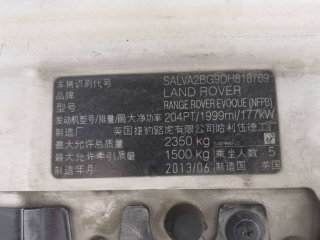 车辆识别代号 SALVA2BG9DH818769
品牌 LAND ROVER
型号 RANGE ROVER EVOQUE (NFPB)
发动机型号/排量/最大净功率 204PT/1999ml/177kW
制造厂 英国捷豹路虎有限公司哈利伍德工厂
最大允许总质量 2350 kg
最大允许牵引质量 1500 kg 乘坐人数 5
制造年月 2013/06 英国制造